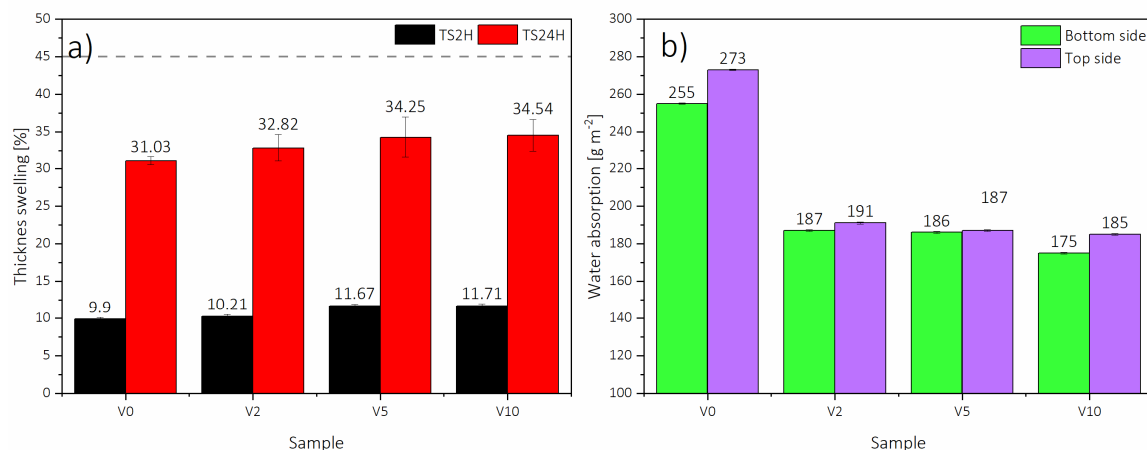 a)
TS2H TS24H
50
45
40
35
30
25
20
15
10
5
0
Thicknes swelling [%]
9.9 31.03 10.21 32.82 11.67 34.25 11.71 34.54
V0 V2 V5 V10
Sample
b)
Bottom side
Top side
300
280
260
240
220
200
180
160
140
120
100
Water absorption [g m⁻²]
255 273 187 191 186 187 175 185
V0 V2 V5 V10
Sample